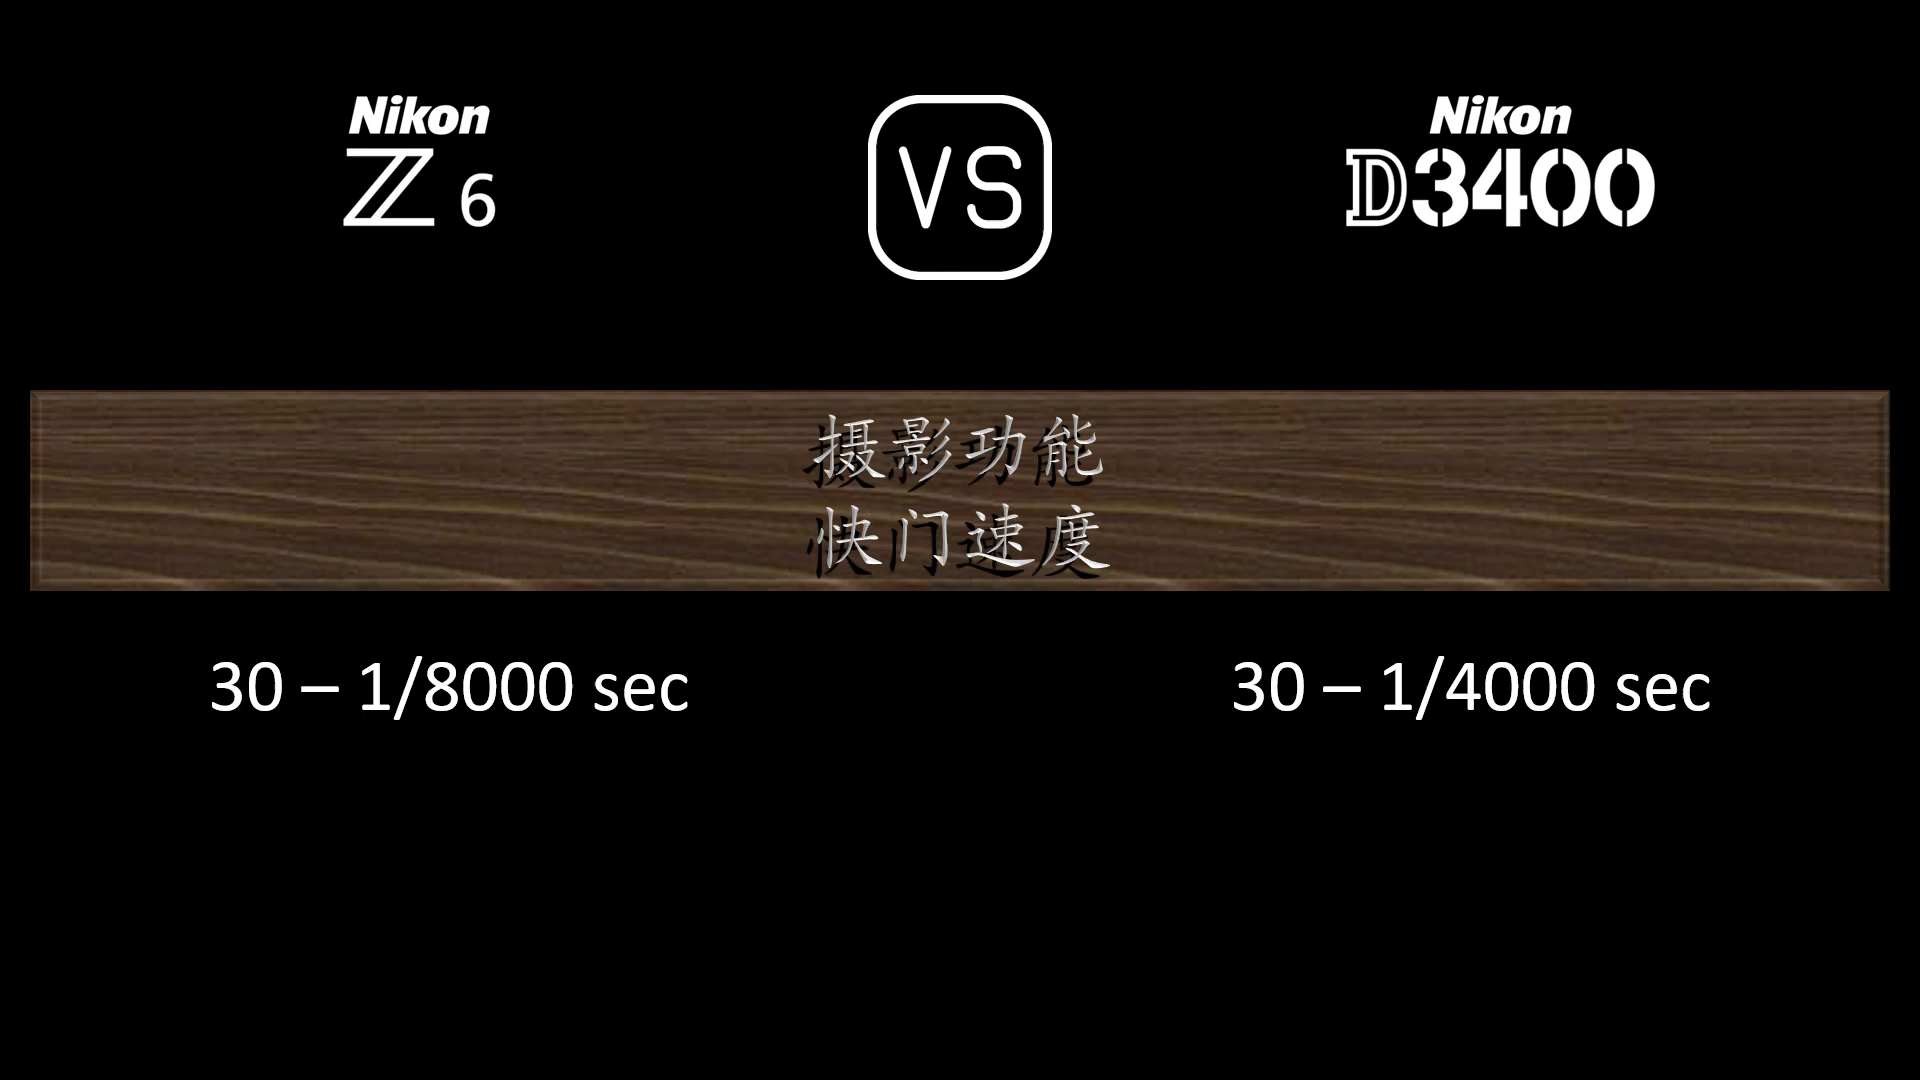 Nikon
Z 6
VS
Nikon
D3400
摄影功能
快门速度
30 – 1/8000 sec
30 – 1/4000 sec